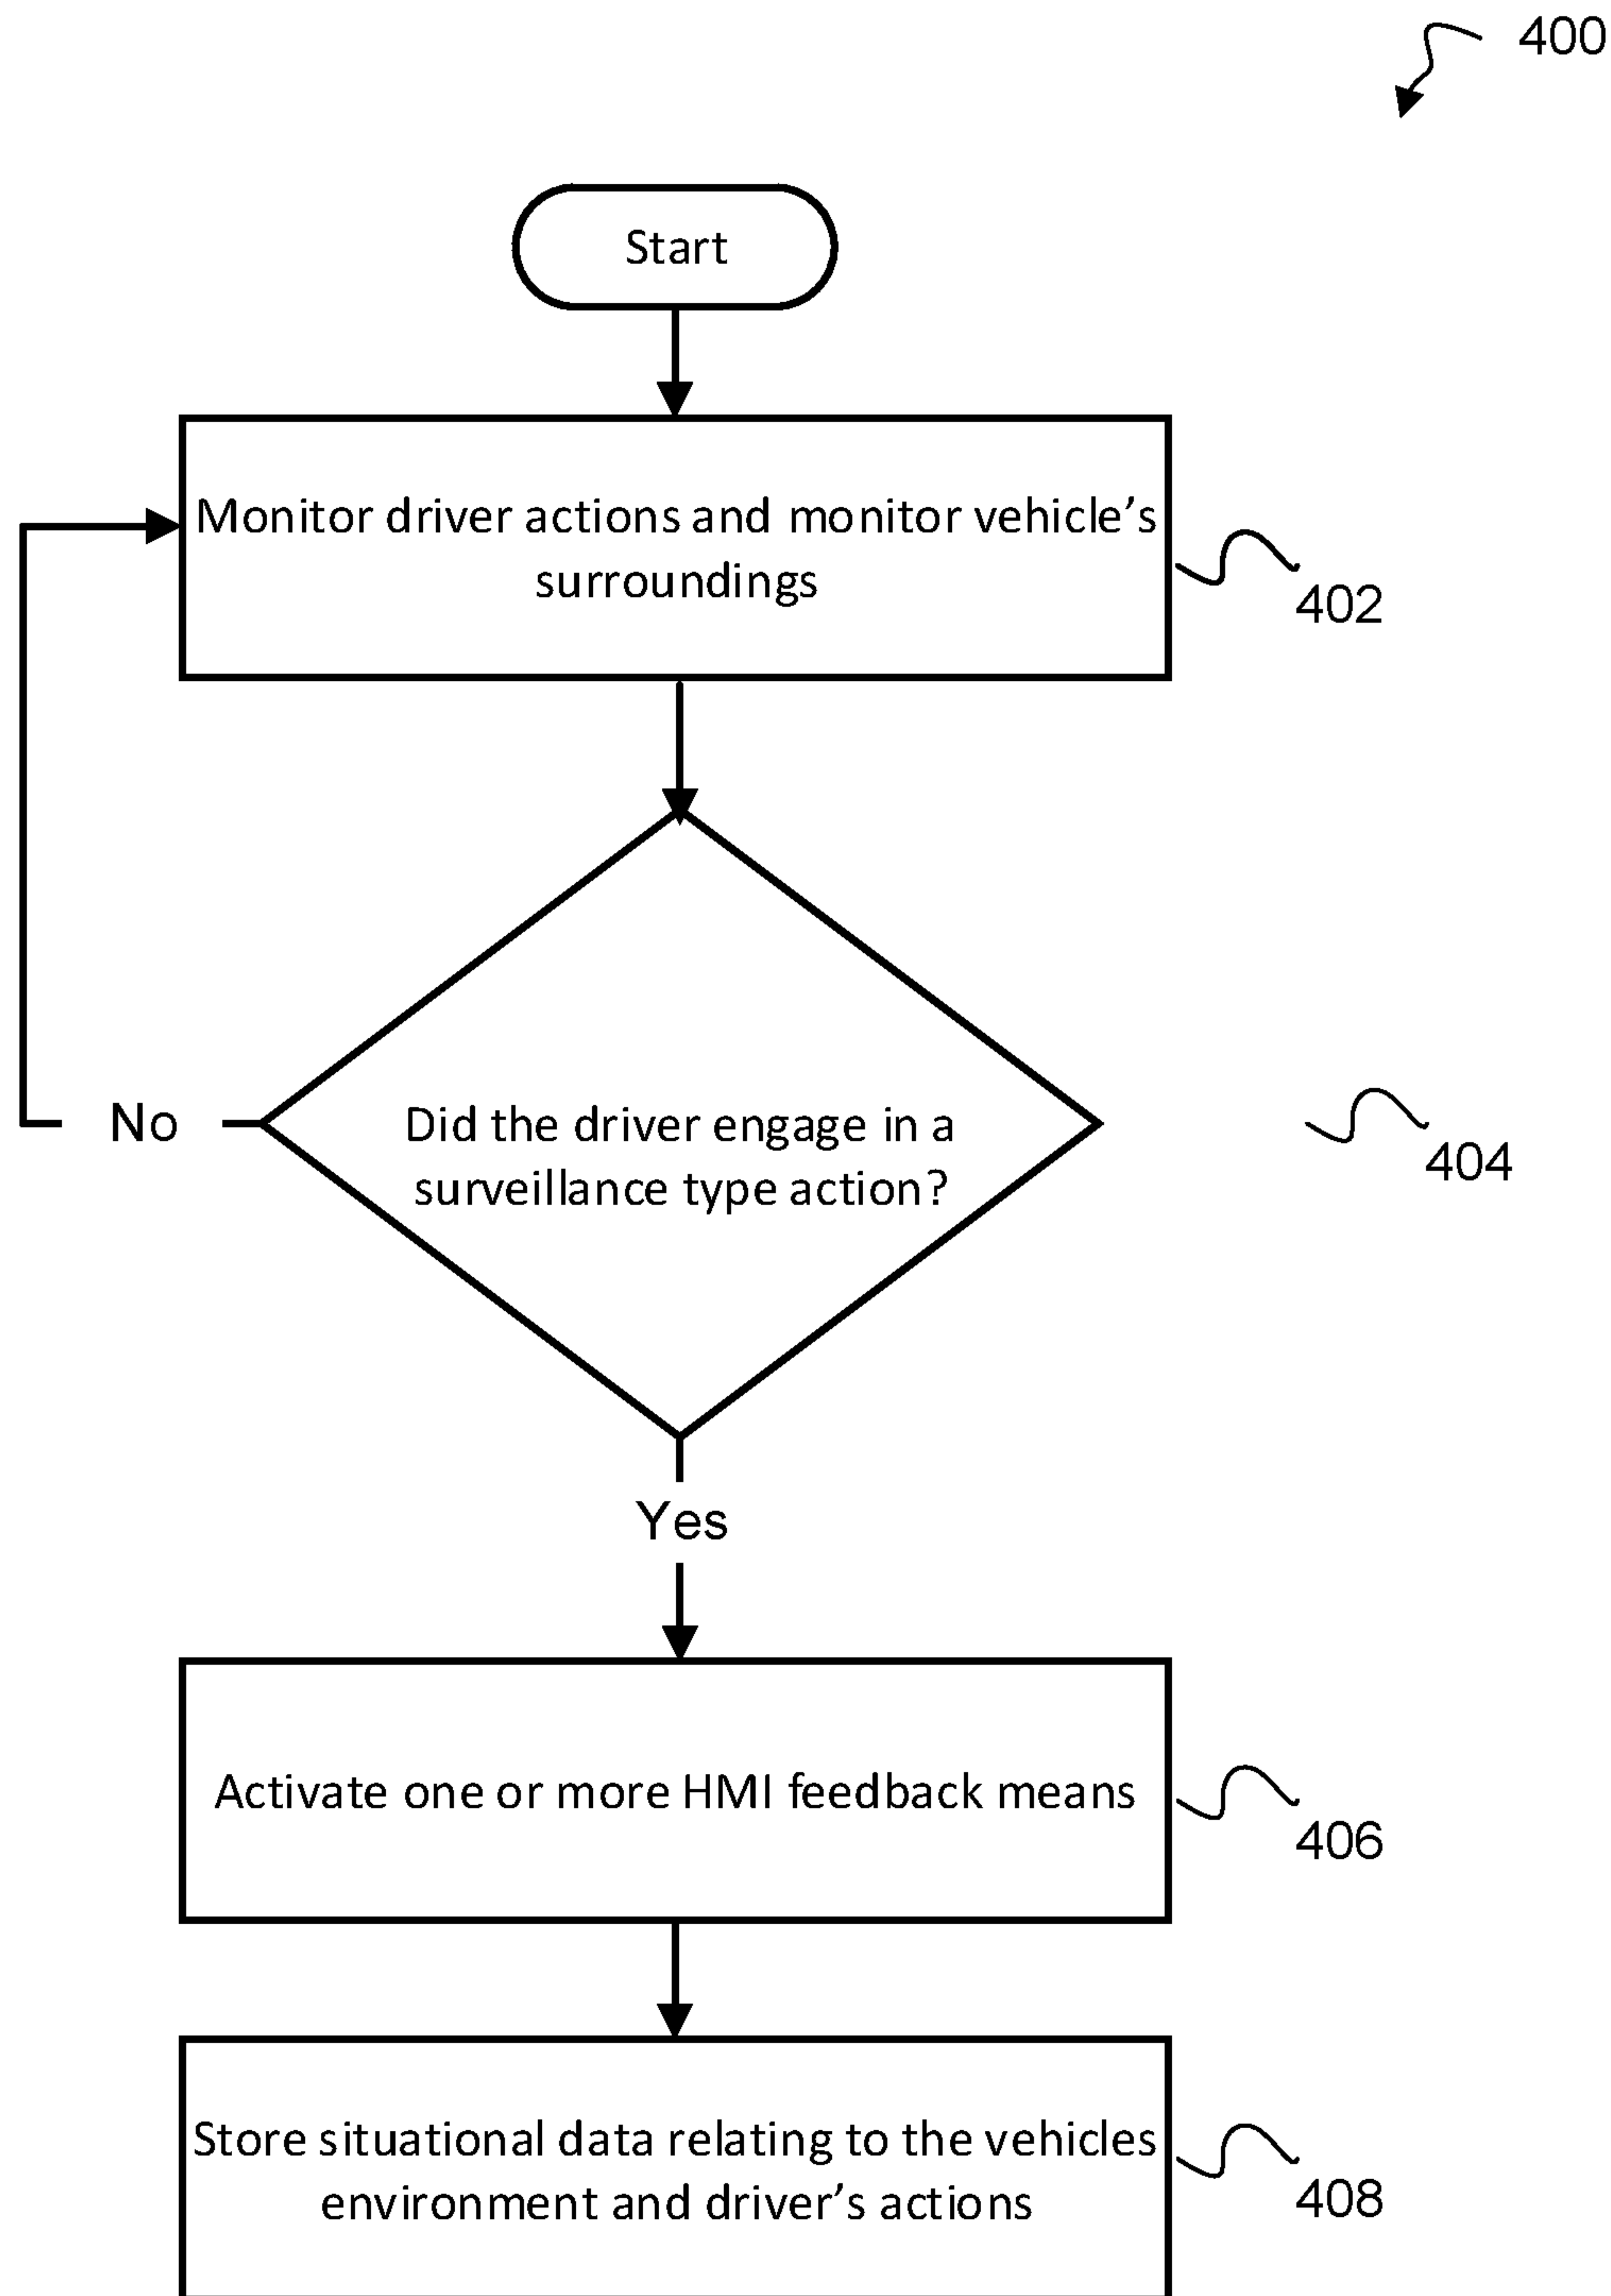 400
Start
Monitor driver actions and monitor vehicle’s
surroundings
402
No
Did the driver engage in a
surveillance type action?
404
Yes
Activate one or more HMI feedback means
406
Store situational data relating to the vehicles
environment and driver’s actions
408